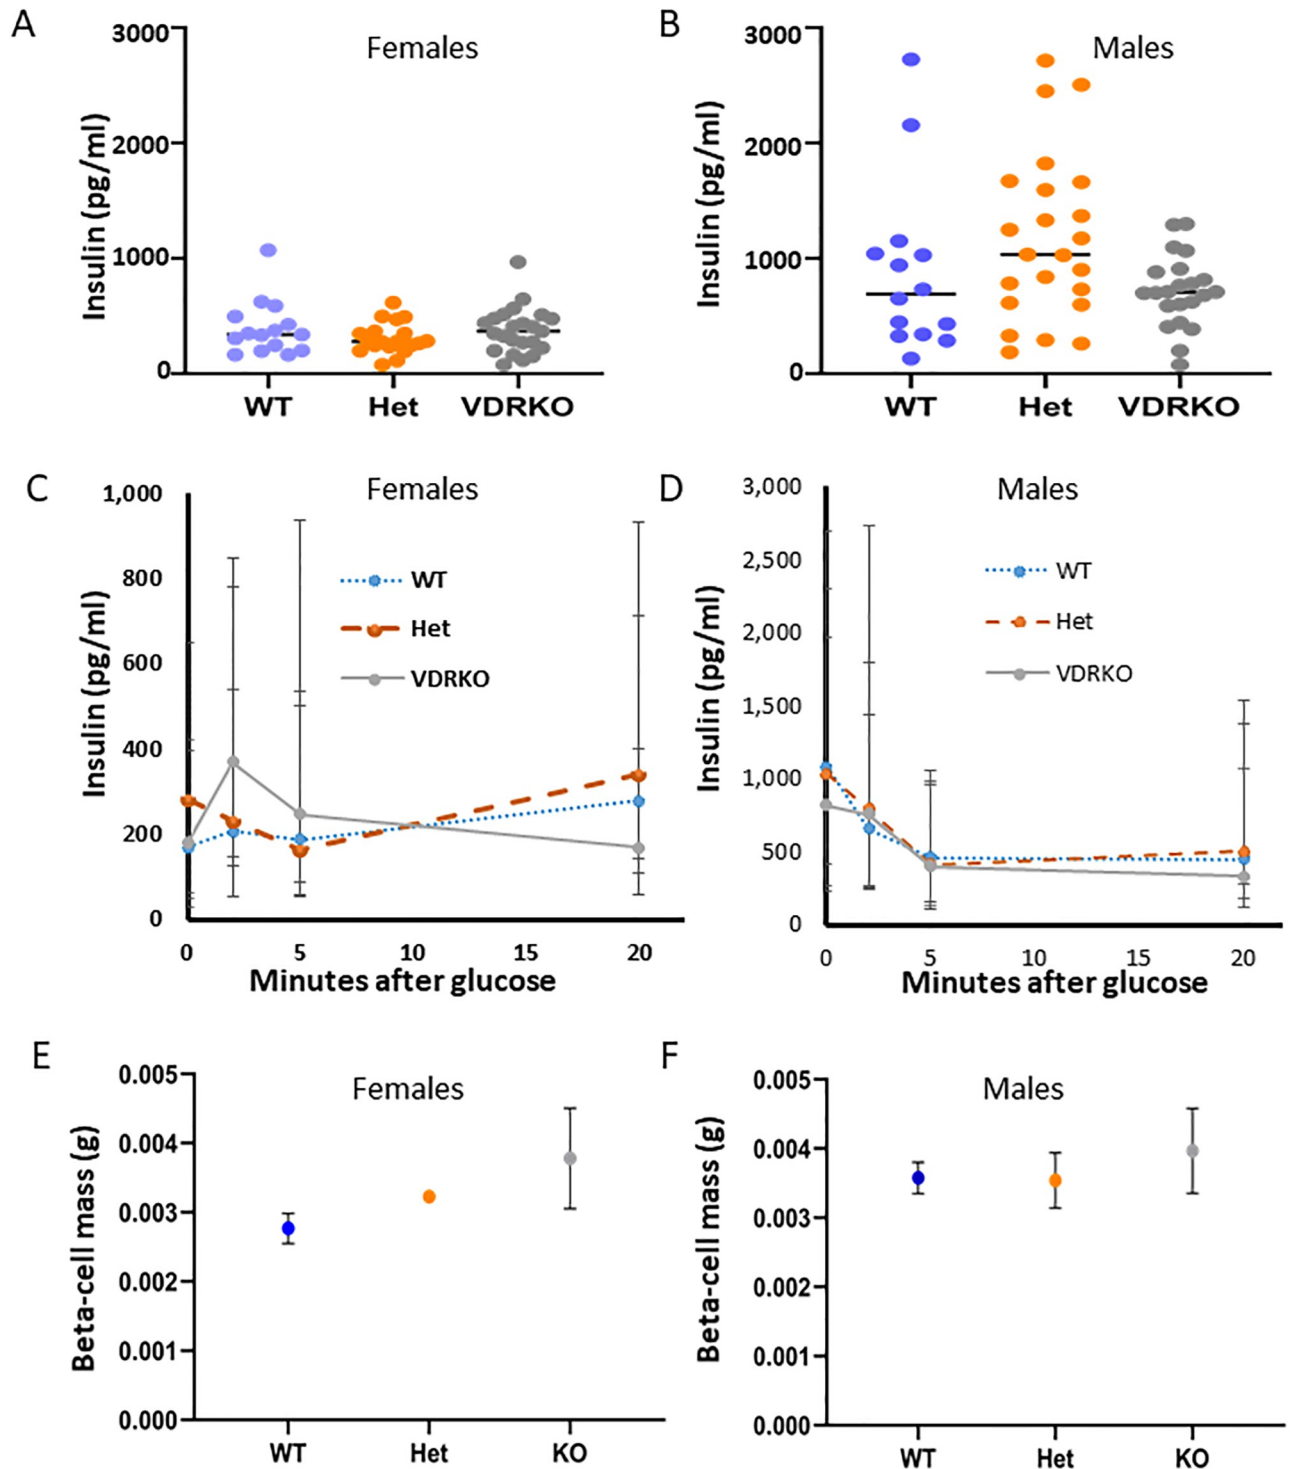 A
Females
Insulin (pg/ml)
3000
2000
1000
0
WT
Het
VDRKO
B
Males
Insulin (pg/ml)
3000
2000
1000
0
WT
Het
VDRKO
C
Females
Insulin (pg/ml)
1,000
800
600
400
200
0
WT
Het
VDRKO
0 5 10 15 20
Minutes after glucose
D
Males
Insulin (pg/ml)
3,000
2,500
2,000
1,500
1,000
500
0
WT
Het
VDRKO
0 5 10 15 20
Minutes after glucose
E
Females
Beta-cell mass (g)
0.005
0.004
0.003
0.002
0.001
0.000
WT
Het
KO
F
Males
Beta-cell mass (g)
0.005
0.004
0.003
0.002
0.001
0.000
WT
Het
KO